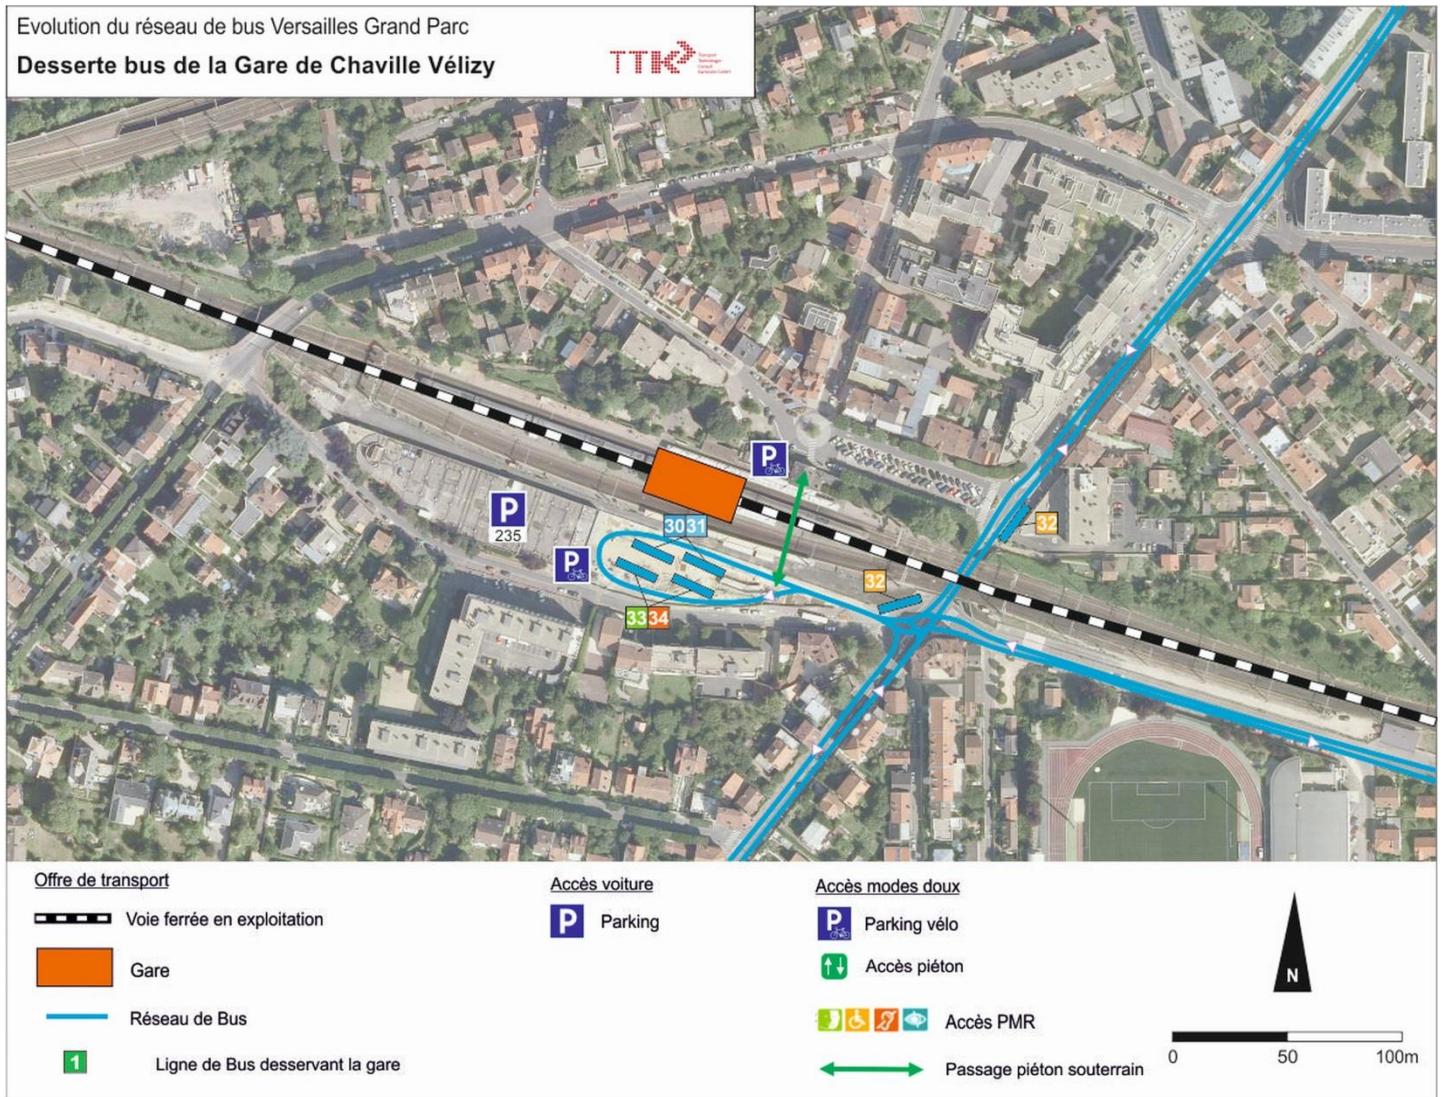 Evolution du réseau de bus Versailles Grand Parc
Desserte bus de la Gare de Chaville Vélizy
TTK
P
P
235
P
30 31
33 34
32
32
Offre de transport
Voie ferrée en exploitation
Gare
Réseau de Bus
1 Ligne de Bus desservant la gare
Accès voiture
P Parking
Accès modes doux
P Parking vélo
Accès piéton
Accès PMR
Passage piéton souterrain
N
0 50 100m